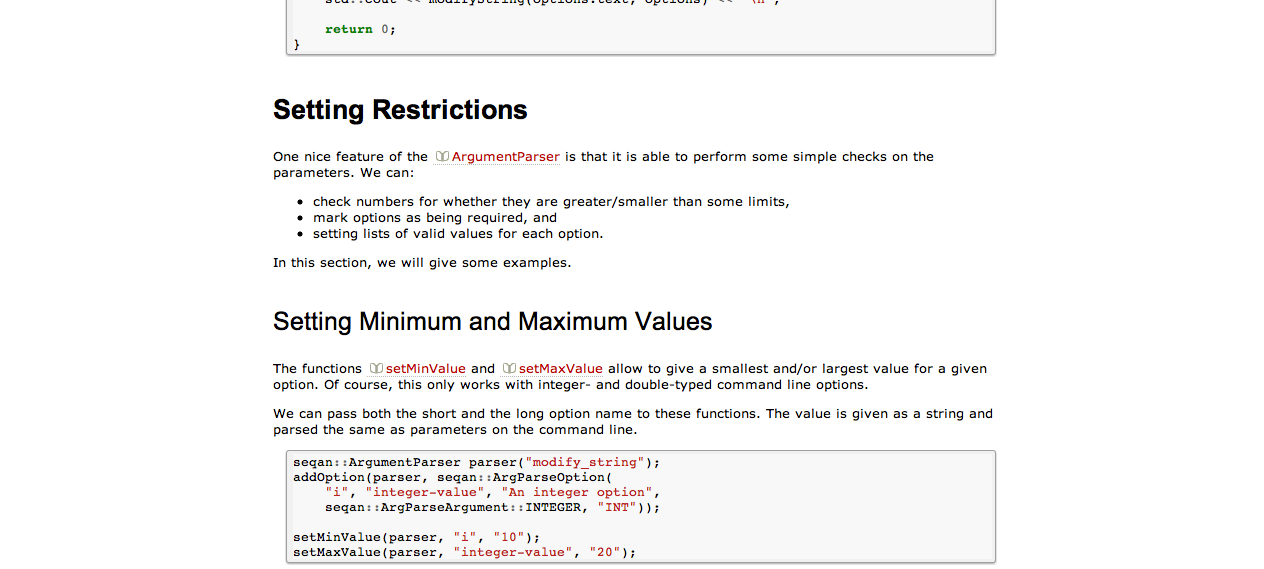 std::cout << modifyString(options.text, options) << "\n";
return 0;
}
Setting Restrictions
One nice feature of the ArgumentParser is that it is able to perform some simple checks on the
parameters. We can:
• check numbers for whether they are greater/smaller than some limits,
• mark options as being required, and
• setting lists of valid values for each option.
In this section, we will give some examples.
Setting Minimum and Maximum Values
The functions setMinValue and setMaxValue allow to give a smallest and/or largest value for a given
option. Of course, this only works with integer- and double-typed command line options.
We can pass both the short and the long option name to these functions. The value is given as a string and
parsed the same as parameters on the command line.
seqan::ArgumentParser parser("modify_string");
addOption(parser, seqan::ArgParseOption(
    "i", "integer-value", "An integer option",
    seqan::ArgParseArgument::INTEGER, "INT"));
setMinValue(parser, "i", "10");
setMaxValue(parser, "integer-value", "20");